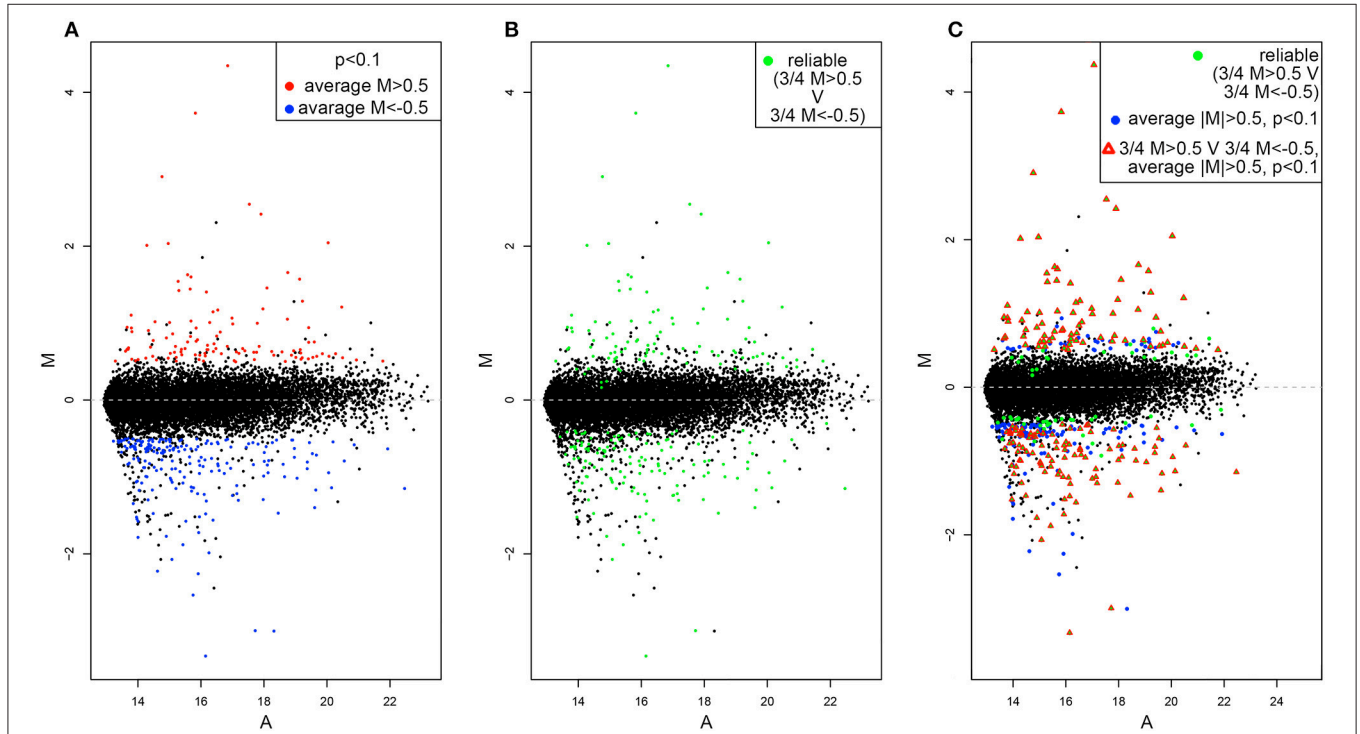 A
p<0.1
average M>0.5
avarage M<-0.5
M
4
2
0
−2
14
16
18
20
22
A
B
reliable
(3/4 M>0.5
V
3/4 M<-0.5)
M
4
2
0
−2
14
16
18
20
22
A
C
reliable
(3/4 M>0.5 V
3/4 M<-0.5)
average |M|>0.5, p<0.1
3/4 M>0.5 V 3/4 M<-0.5,
average |M|>0.5, p<0.1
M
4
2
0
−2
14
16
18
20
22
24
A